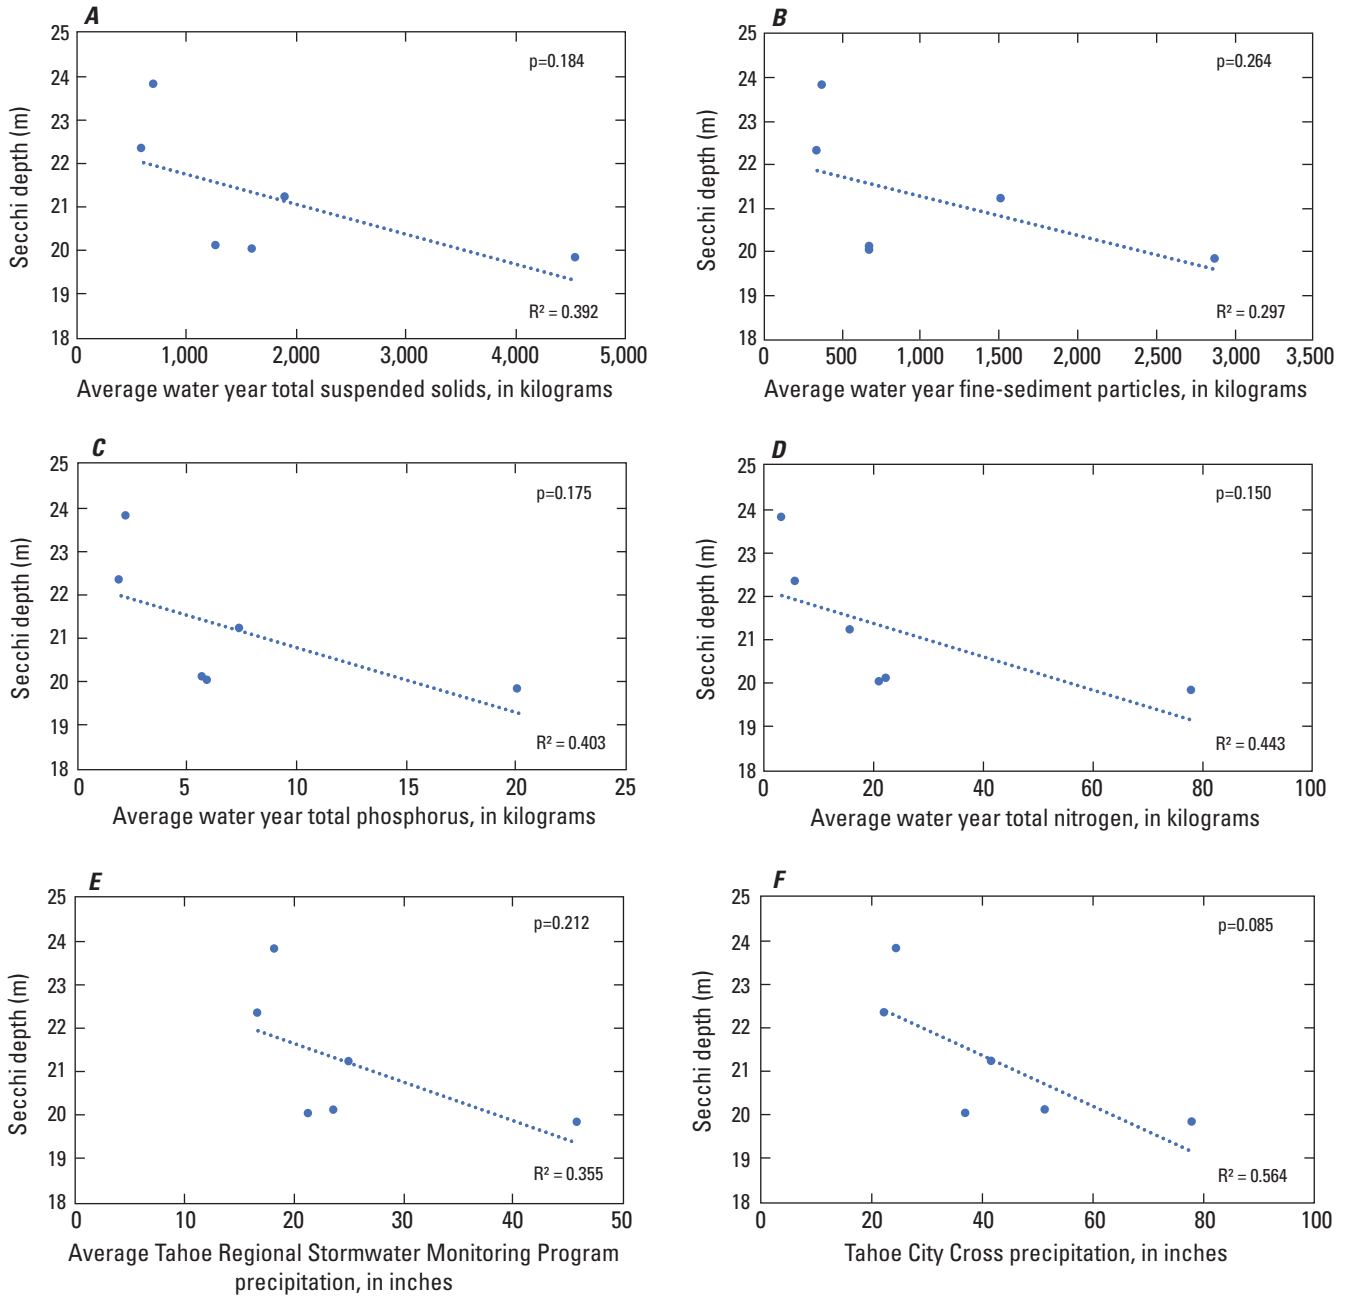 A
25
24
23
22
21
20
19
18
Secchi depth (m)
p=0.184
R² = 0.392
0 1,000 2,000 3,000 4,000 5,000
Average water year total suspended solids, in kilograms
B
25
24
23
22
21
20
19
18
Secchi depth (m)
p=0.264
R² = 0.297
0 500 1,000 1,500 2,000 2,500 3,000 3,500
Average water year fine-sediment particles, in kilograms
C
25
24
23
22
21
20
19
18
Secchi depth (m)
p=0.175
R² = 0.403
0 5 10 15 20 25
Average water year total phosphorus, in kilograms
D
25
24
23
22
21
20
19
18
Secchi depth (m)
p=0.150
R² = 0.443
0 20 40 60 80 100
Average water year total nitrogen, in kilograms
E
25
24
23
22
21
20
19
18
Secchi depth (m)
p=0.212
R² = 0.355
0 10 20 30 40 50
Average Tahoe Regional Stormwater Monitoring Program
precipitation, in inches
F
25
24
23
22
21
20
19
18
Secchi depth (m)
p=0.085
R² = 0.564
0 20 40 60 80 100
Tahoe City Cross precipitation, in inches